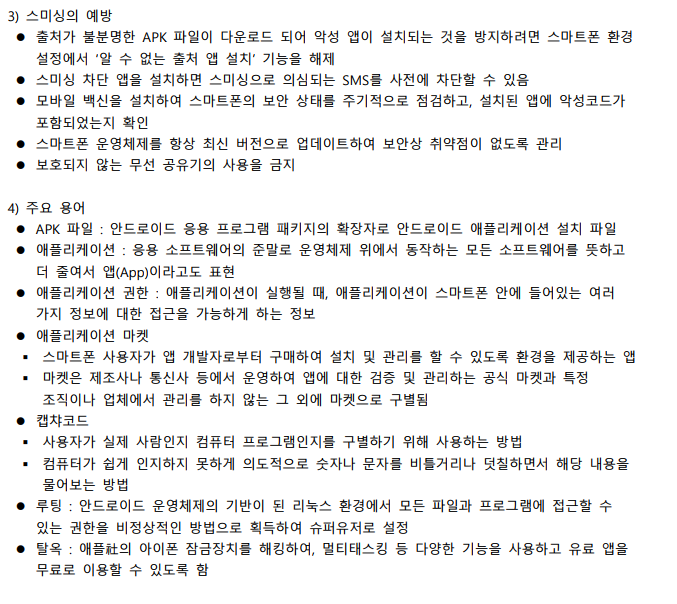 3) 스미싱의 예방
● 출처가 불분명한 APK 파일이 다운로드 되어 악성 앱이 설치되는 것을 방지하려면 스마트폰 환경
설정에서 '알 수 없는 출처 앱 설치' 기능을 해제
● 스미싱 차단 앱을 설치하면 스미싱으로 의심되는 SMS를 사전에 차단할 수 있음
● 모바일 백신을 설치하여 스마트폰의 보안 상태를 주기적으로 점검하고, 설치된 앱에 악성코드가
포함되었는지 확인
● 스마트폰 운영체제를 항상 최신 버전으로 업데이트하여 보안상 취약점이 없도록 관리
● 보호되지 않는 무선 공유기의 사용을 금지
4) 주요 용어
● APK 파일 : 안드로이드 응용 프로그램 패키지의 확장자로 안드로이드 애플리케이션 설치 파일
● 애플리케이션 : 응용 소프트웨어의 준말로 운영체제 위에서 동작하는 모든 소프트웨어를 뜻하고
더 줄여서 앱(App)이라고도 표현
● 애플리케이션 권한 : 애플리케이션이 실행될 때, 애플리케이션이 스마트폰 안에 들어있는 여러
가지 정보에 대한 접근을 가능하게 하는 정보
● 애플리케이션 마켓
▪ 스마트폰 사용자가 앱 개발자로부터 구매하여 설치 및 관리를 할 수 있도록 환경을 제공하는 앱
▪ 마켓은 제조사나 통신사 등에서 운영하여 앱에 대한 검증 및 관리하는 공식 마켓과 특정
조직이나 업체에서 관리를 하지 않는 그 외에 마켓으로 구별됨
● 캡챠코드
▪ 사용자가 실제 사람인지 컴퓨터 프로그램인지를 구별하기 위해 사용하는 방법
▪ 컴퓨터가 쉽게 인지하지 못하게 의도적으로 숫자나 문자를 비틀거리나 덧칠하면서 해당 내용을
물어보는 방법
● 루팅 : 안드로이드 운영체제의 기반이 된 리눅스 환경에서 모든 파일과 프로그램에 접근할 수
있는 권한을 비정상적인 방법으로 획득하여 슈퍼유저로 설정
● 탈옥 : 애플社의 아이폰 잠금장치를 해킹하여, 멀티태스킹 등 다양한 기능을 사용하고 유료 앱을
무료로 이용할 수 있도록 함